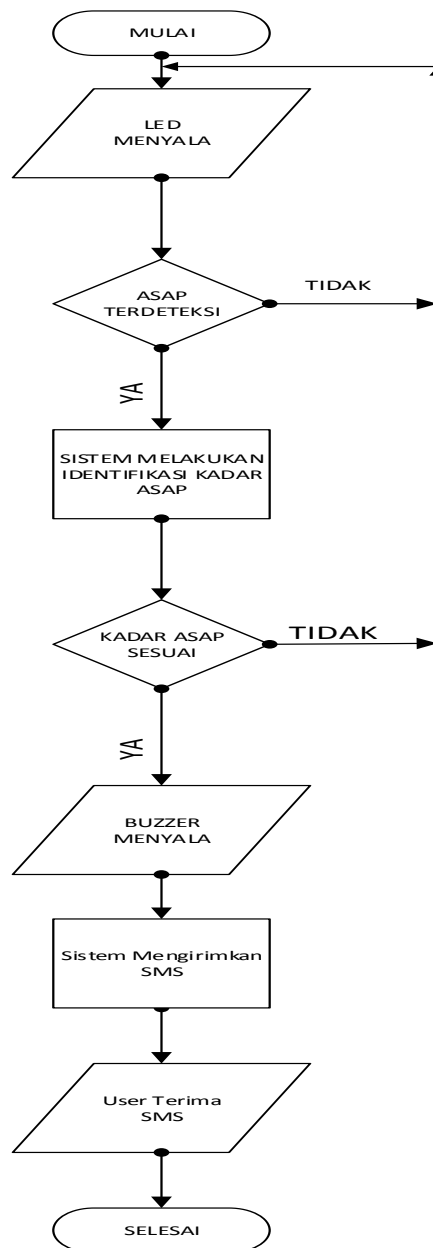 MULAI
LED
MENYALA
ASAP
TERDETEKSI
TIDAK
YA
SISTEM MELAKUKAN
IDENTIFIKASI KADAR
ASAP
KADAR ASAP
SESUAI
TIDAK
YA
BUZZER
MENYALA
Sistem Mengirimkan
SMS
User Terima
SMS
SELESAI